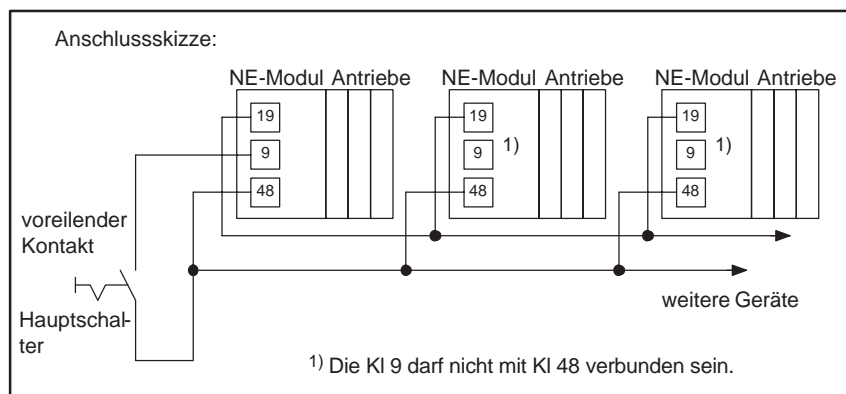 Anschlussskizze:
NE-Modul Antriebe NE-Modul Antriebe NE-Modul Antriebe
19 19 19
9 9 1) 9 1)
48 48 48
voreilender
Kontakt
Hauptschal-
ter
weitere Geräte
1) Die Kl 9 darf nicht mit Kl 48 verbunden sein.